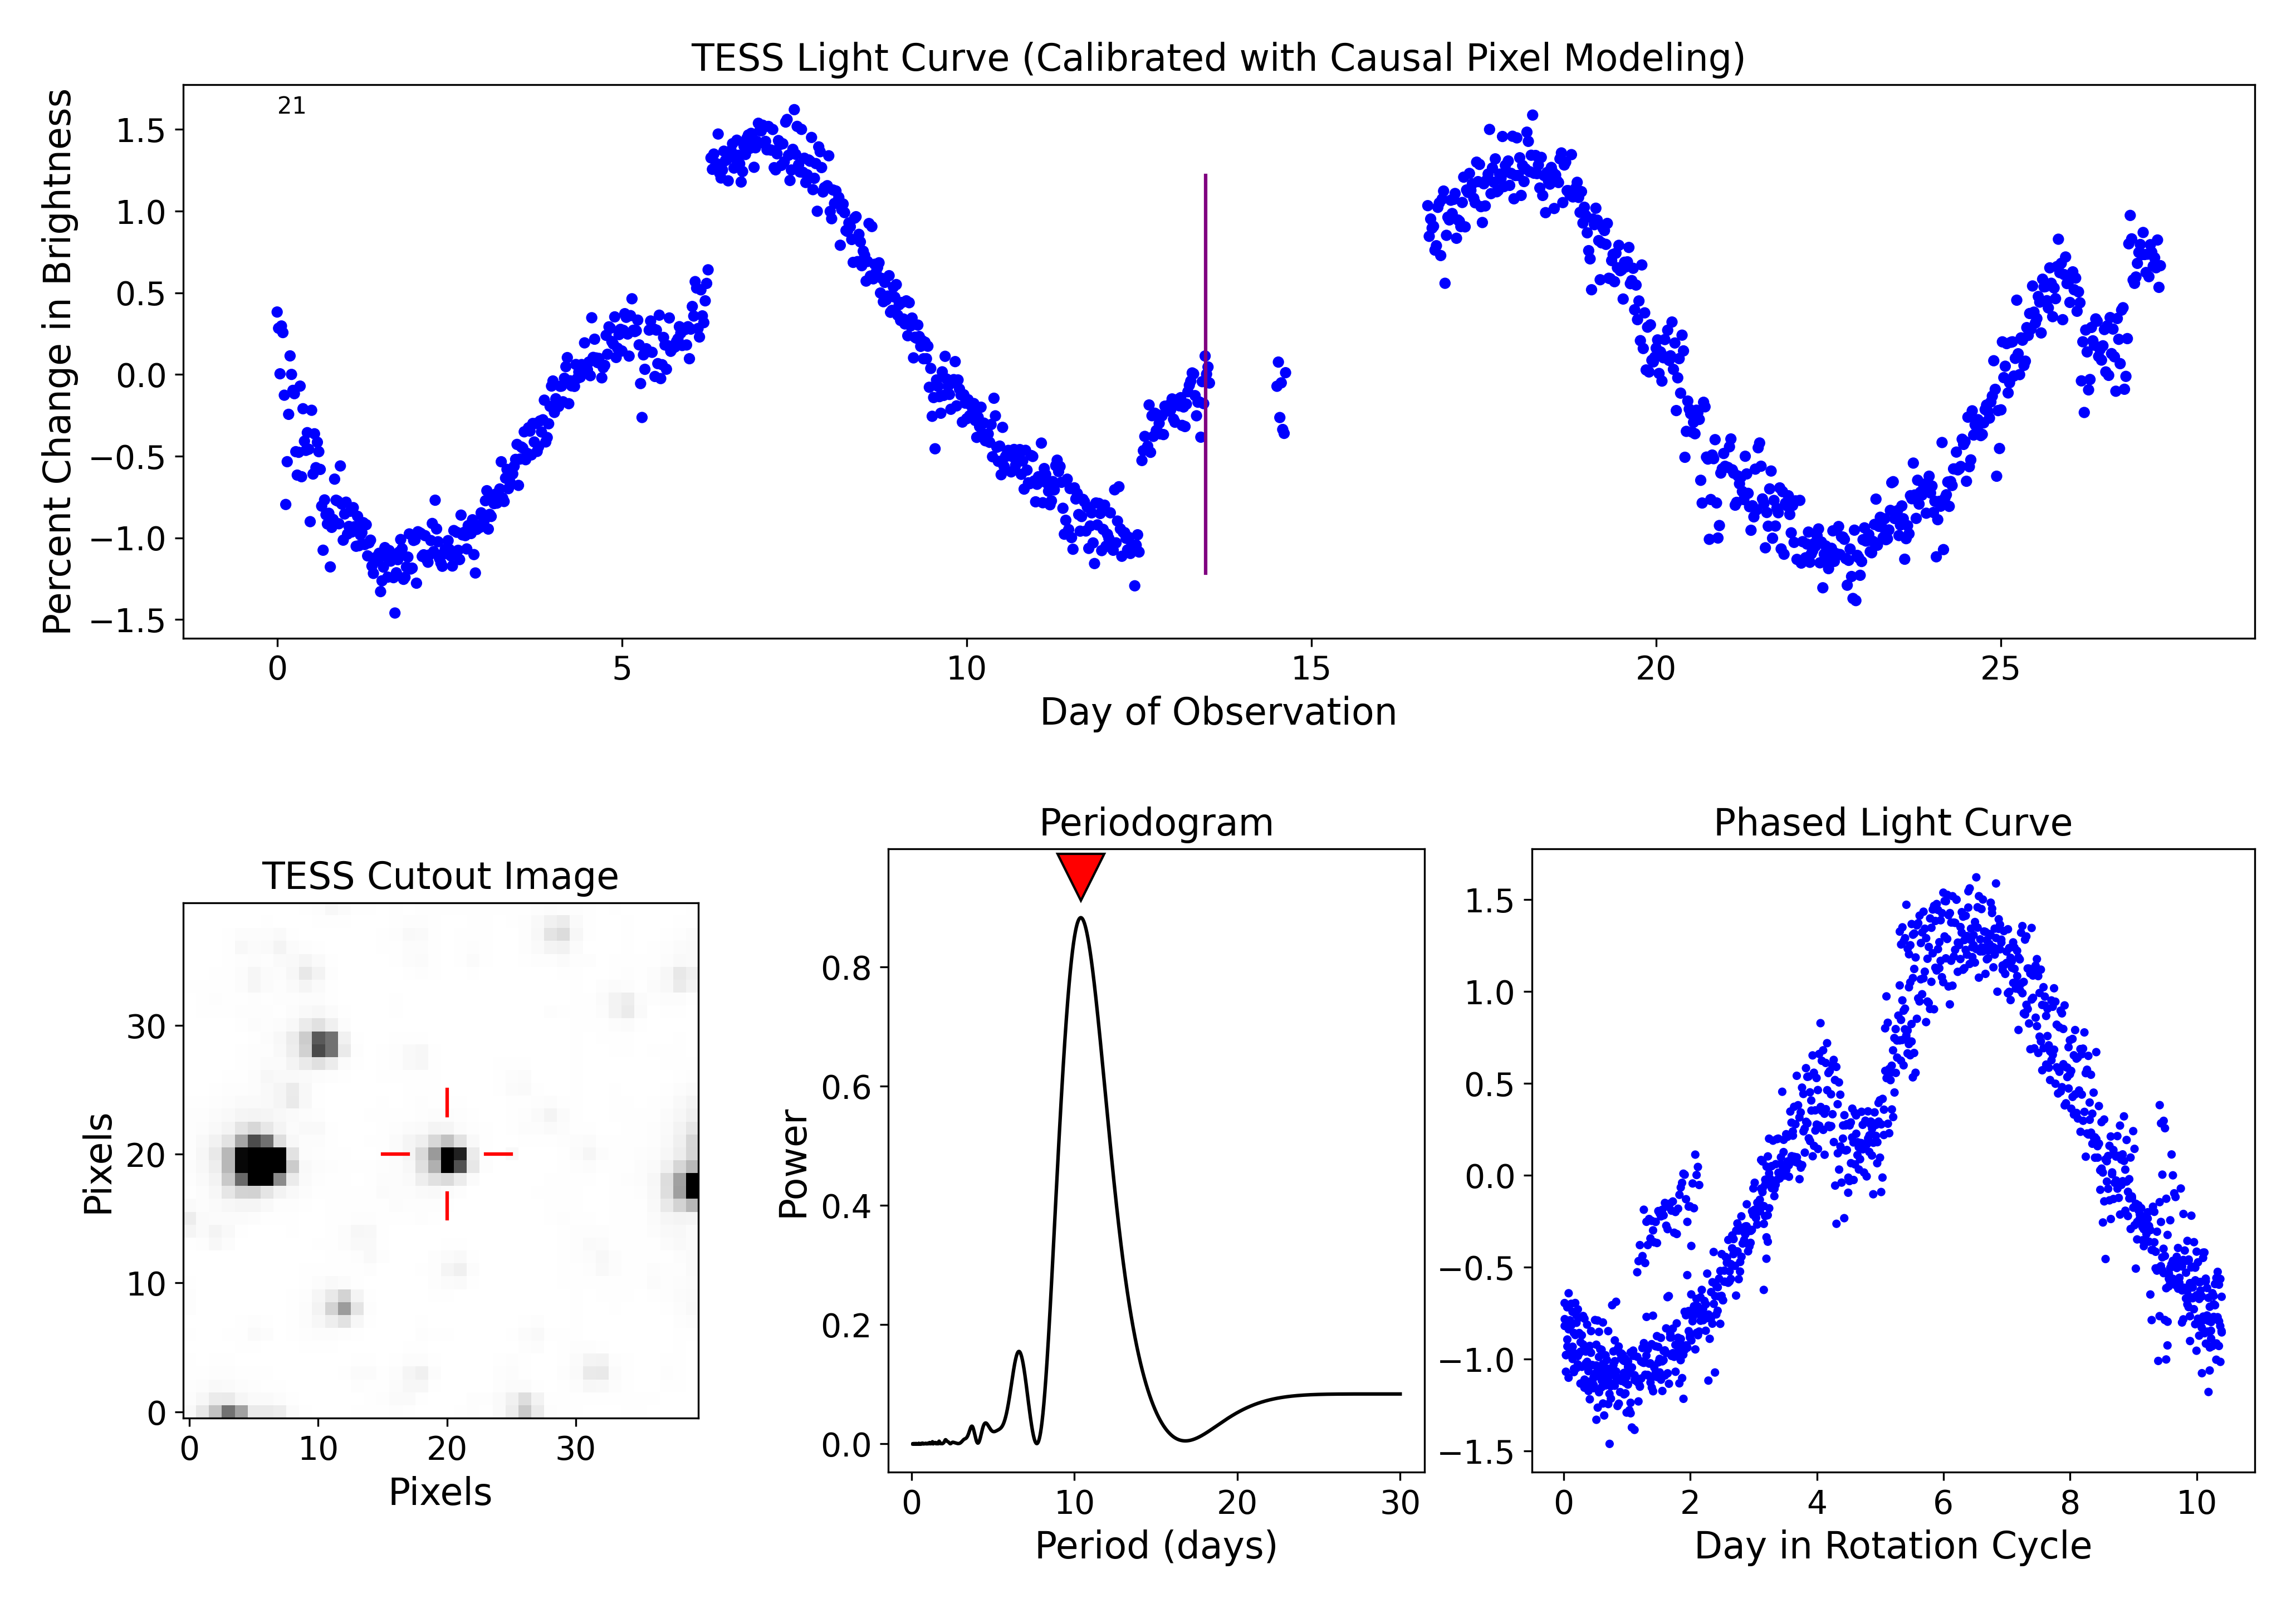 TESS Light Curve (Calibrated with Causal Pixel Modeling)
21
Percent Change in Brightness
1.5
1.0
0.5
0.0
−0.5
−1.0
−1.5
0 5 10 15 20 25
Day of Observation
TESS Cutout Image
Pixels
30
20
10
0
0 10 20 30
Pixels
Periodogram
Power
0.8
0.6
0.4
0.2
0.0
0 10 20 30
Period (days)
Phased Light Curve
1.5
1.0
0.5
0.0
−0.5
−1.0
−1.5
0 2 4 6 8 10
Day in Rotation Cycle